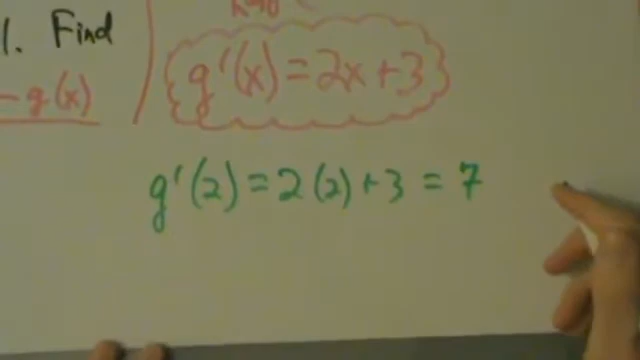 1. Find
g'(x) = 2x + 3
- g(x)
g'(2) = 2(2) + 3 = 7